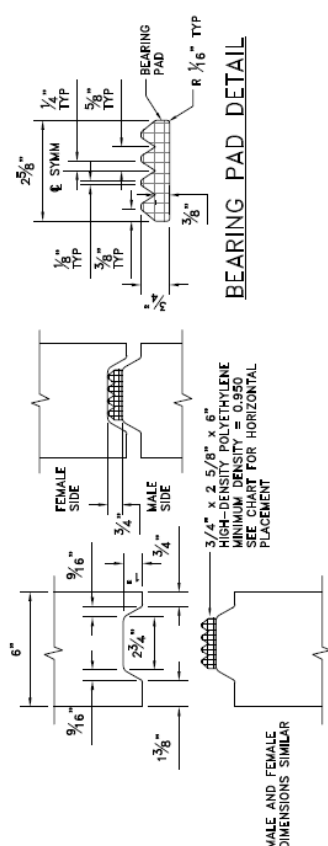 2 5/8"
1/4"
TYP
℄ SYMM
5/8"
TYP
1/8"
TYP
3/8"
TYP
BEARING
PAD
R 1/16" TYP
3/4"
3/8"
BEARING PAD DETAIL
FEMALE
SIDE
3/4"
MALE
SIDE
6"
9/16"
1"
9/16"
2 3/4"
3/4"
1 3/8"
3/4" x 2 5/8" x 6"
HIGH-DENSITY POLYETHYLENE
MINIMUM DENSITY = 0.950
SEE CHART FOR HORIZONTAL
PLACEMENT
MALE AND FEMALE
DIMENSIONS SIMILAR